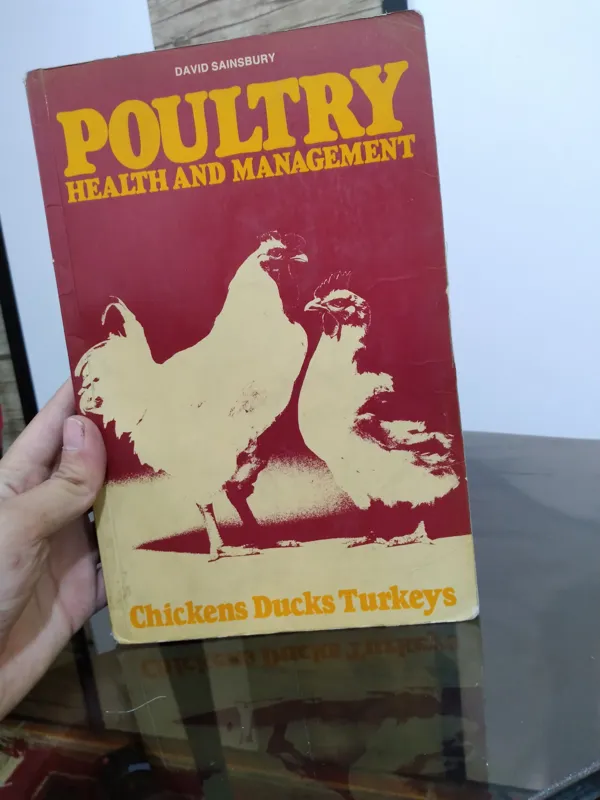 DAVID SAINSBURY
POULTRY
HEALTH AND MANAGEMENT
Chickens Ducks Turkeys